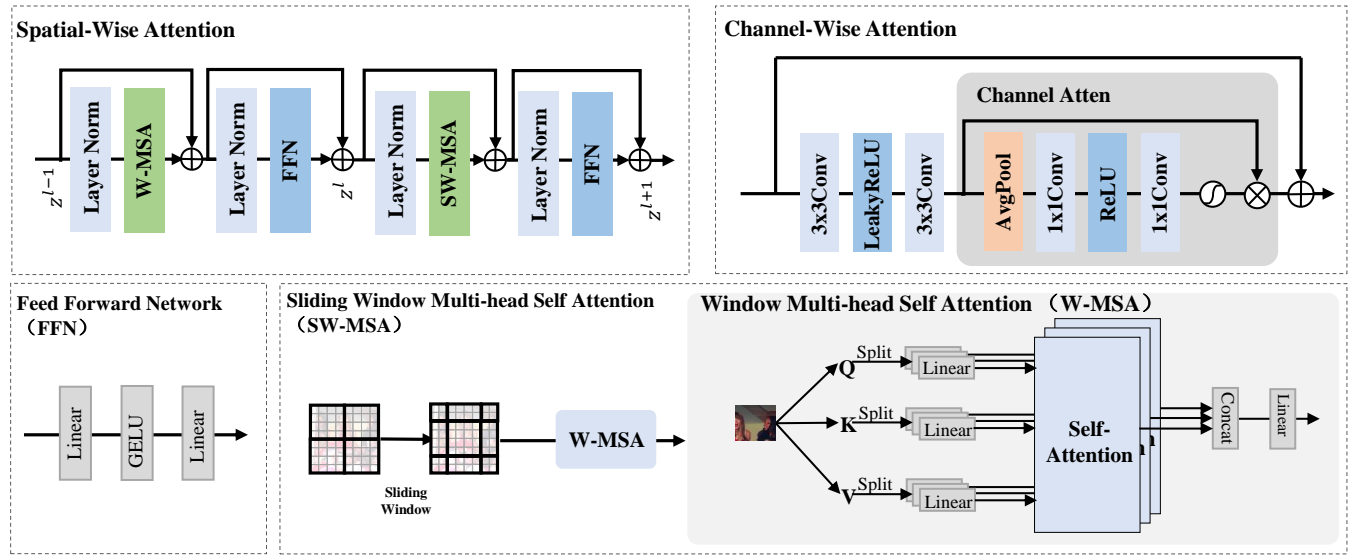 Spatial-Wise Attention
Z^{l-1}
Layer Norm
W-MSA
Layer Norm
FFN
Z^{l}
Layer Norm
SW-MSA
Layer Norm
FFN
Z^{l+1}
Channel-Wise Attention
Channel Atten
3x3Conv
LeakyReLU
3x3Conv
AvgPool
1x1Conv
ReLU
1x1Conv
Feed Forward Network
（FFN）
Linear
GELU
Linear
Sliding Window Multi-head Self Attention
（SW-MSA）
Sliding
Window
W-MSA
Window Multi-head Self Attention （W-MSA）
Q
Split
Linear
K
Split
Linear
V
Split
Linear
Self-
Attention
n
Concat
Linear